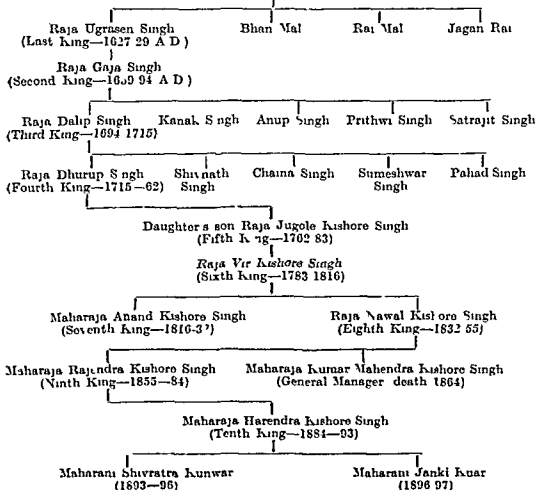 Raja Ugrasen Singh Bhan Mal Rai Mal Jagan Rai
(Last King—1627 29 A D)
Raja Gaja Singh
(Second King—1659 94 A D)
Raja Dalip Singh Kanak Singh Anup Singh Prithwi Singh Satrajit Singh
(Third King—1694 1715)
Raja Dhurup Singh Shivnath Chaina Singh Sumeshwar Pahad Singh
(Fourth King—1715—62) Singh Singh
Daughter s son Raja Jugole Kishore Singh
(Fifth King—1762 83)
Raja Vir Kishore Singh
(Sixth King—1783 1816)
Maharaja Anand Kishore Singh Raja Nawal Kishore Singh
(Seventh King—1816-3) (Eighth King—1832 55)
Maharaja Rajendra Kishore Singh Maharaja Kumar Mahendra Kishore Singh
(Ninth King—1855—84) (General Manager death 1864)
Maharaja Harendra Kishore Singh
(Tenth King—1884—93)
Maharani Shivratra Kunwar Maharani Janki Kuar
(1893—96) (1896 97)